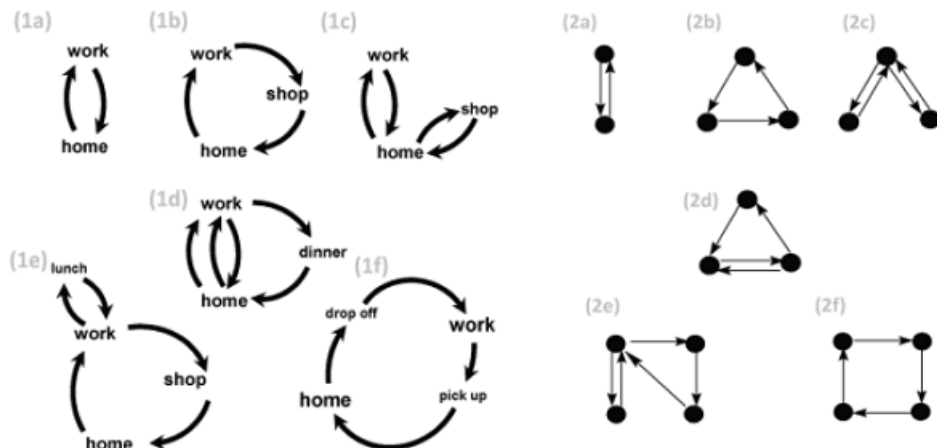 (1a)
(1b)
(1c)
(2a)
(2b)
(2c)
work
work
work
shop
shop
home
home
home
(1d)
work
(2d)
dinner
home
(1e)
lunch
work
shop
home
(1f)
drop off
work
pick up
home
(2e)
(2f)